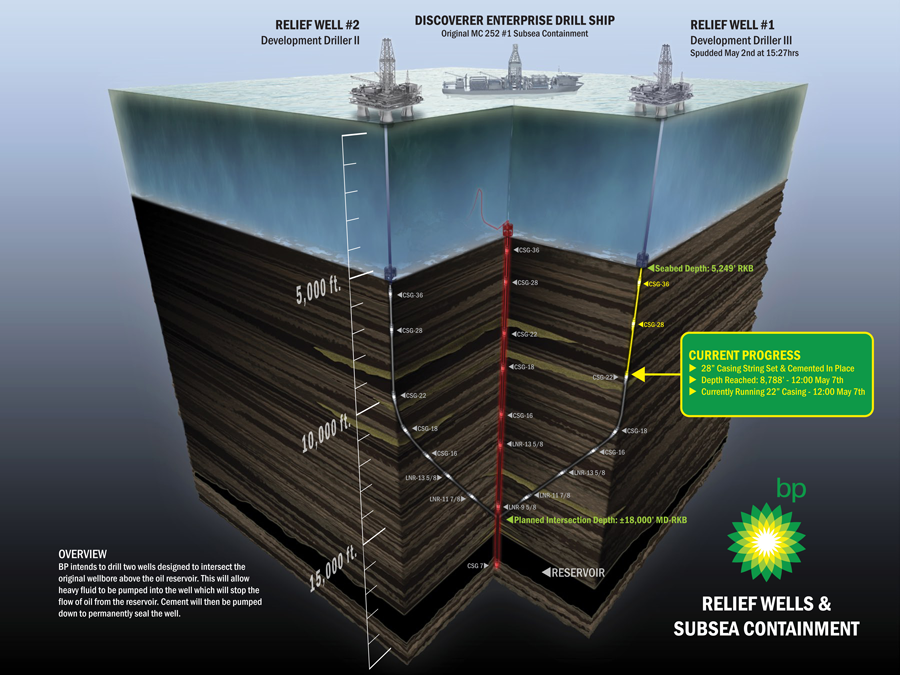 RELIEF WELL #2
Development Driller II
DISCOVERER ENTERPRISE DRILL SHIP
Original MC 252 #1 Subsea Containment
RELIEF WELL #1
Development Driller III
Spudded May 2nd at 15:27hrs
CSG-36
Seabed Depth: 5,249' RKB
CSG-36
CSG-28
5,000 ft.
CSG-36
CSG-28
CSG-28
CSG-22
CSG-18
CSG-22
CURRENT PROGRESS
28" Casing String Set & Cemented In Place
Depth Reached: 8,788' - 12:00 May 7th
Currently Running 22" Casing - 12:00 May 7th
CSG-22
10,000 ft.
CSG-18
CSG-16
CSG-18
CSG-16
LNR-13 5/8
CSG-16
LNR-13 5/8
LNR-13 5/8
LNR-11 7/8
LNR-11 7/8
LNR-9 5/8
Planned Intersection Depth: ±18,000' MD-RKB
15,000 ft.
CSG 7
RESERVOIR
OVERVIEW
BP intends to drill two wells designed to intersect the
original wellbore above the oil reservoir. This will allow
heavy fluid to be pumped into the well which will stop the
flow of oil from the reservoir. Cement will then be pumped
down to permanently seal the well.
bp
RELIEF WELLS &
SUBSEA CONTAINMENT